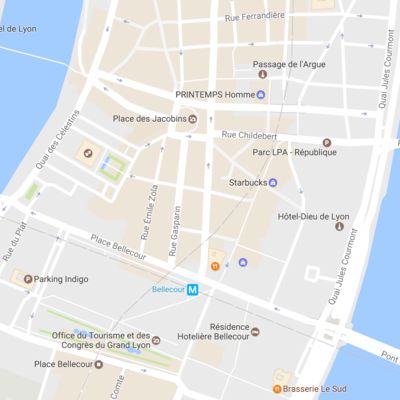 Rue Ferrandière
el de Lyon
Passage de l'Argue
Quai Jules Courmont
PRINTEMPS Homme
Place des Jacobins
Rue Childebert
Quai des Célestins
Parc LPA - République
Starbucks
Rue Émile Zola
Rue Gasparin
Hôtel-Dieu de Lyon
Rue du Plat
Place Bellecour
Quai Jules Courmont
Parking Indigo
Bellecour M
Résidence
Hotelière Bellecour
Office du Tourisme et des
Congrès du Grand Lyon
Pont
Place Bellecour
Comte
Brasserie Le Sud